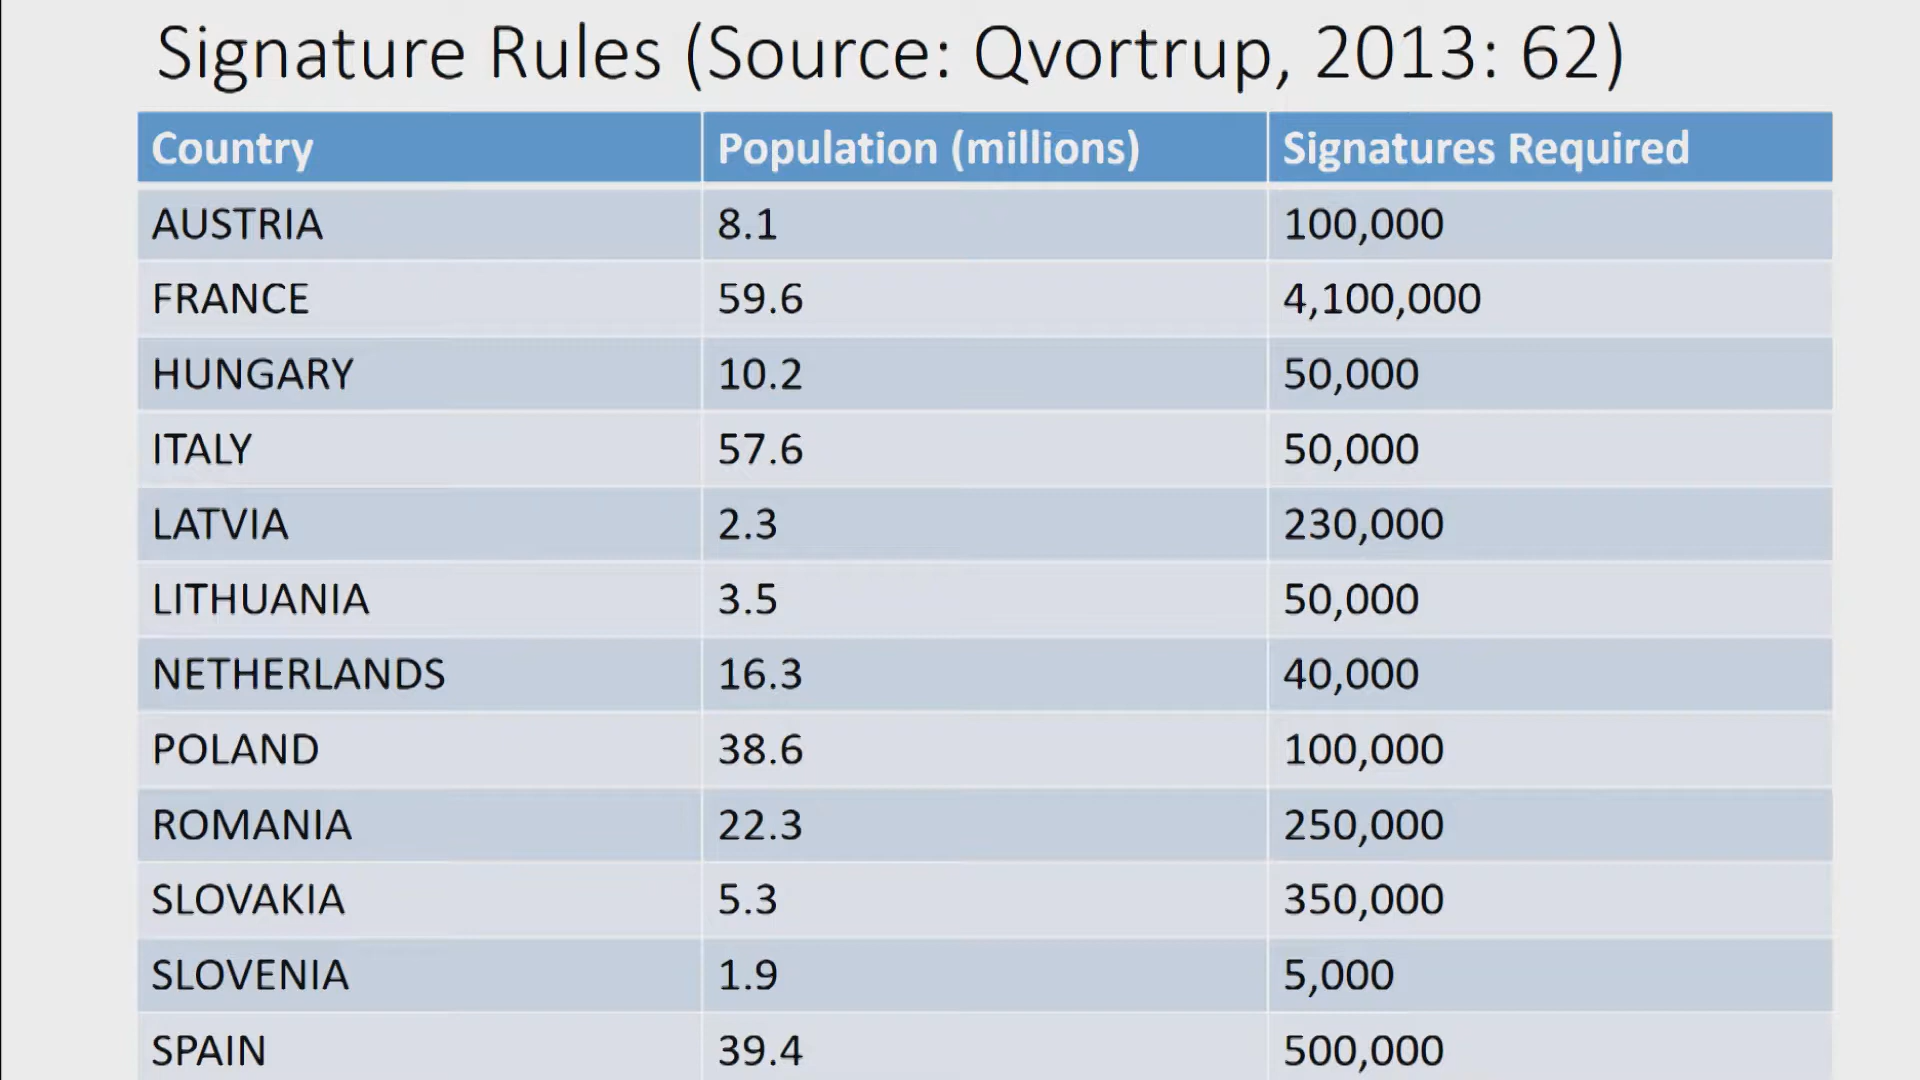 Signature Rules (Source: Qvortrup, 2013: 62)
Country Population (millions) Signatures Required
AUSTRIA 8.1 100,000
FRANCE 59.6 4,100,000
HUNGARY 10.2 50,000
ITALY 57.6 50,000
LATVIA 2.3 230,000
LITHUANIA 3.5 50,000
NETHERLANDS 16.3 40,000
POLAND 38.6 100,000
ROMANIA 22.3 250,000
SLOVAKIA 5.3 350,000
SLOVENIA 1.9 5,000
SPAIN 39.4 500,000